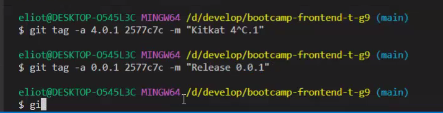 eliot@DESKTOP-O545L3C MINGW64 /d/develop/bootcamp-frontend-t-g9 (main)
$ git tag -a 4.0.1 2577c7c -m "Kitkat 4^C.1"
eliot@DESKTOP-O545L3C MINGW64 /d/develop/bootcamp-frontend-t-g9 (main)
$ git tag -a 0.0.1 2577c7c -m "Release 0.0.1"
eliot@DESKTOP-O545L3C MINGW64 /d/develop/bootcamp-frontend-t-g9 (main)
$ gi